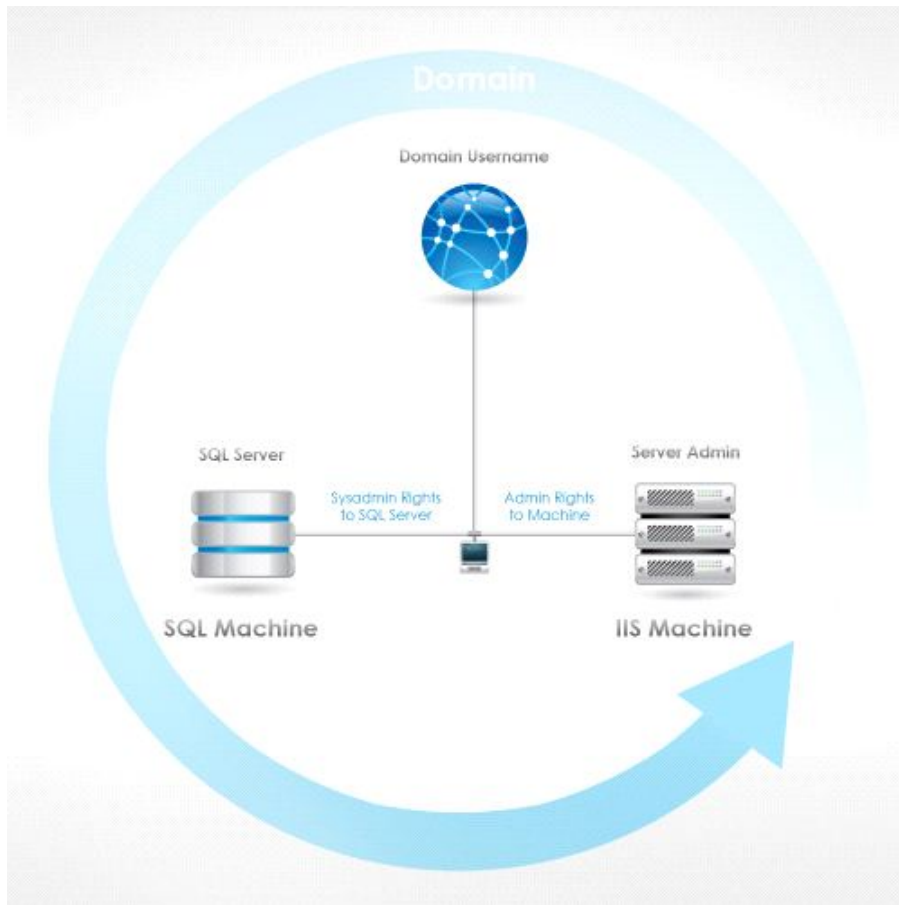 Domain
Domain Username
SQL Server
Server Admin
Sysadmin Rights
to SQL Server
Admin Rights
to Machine
SQL Machine
IIS Machine